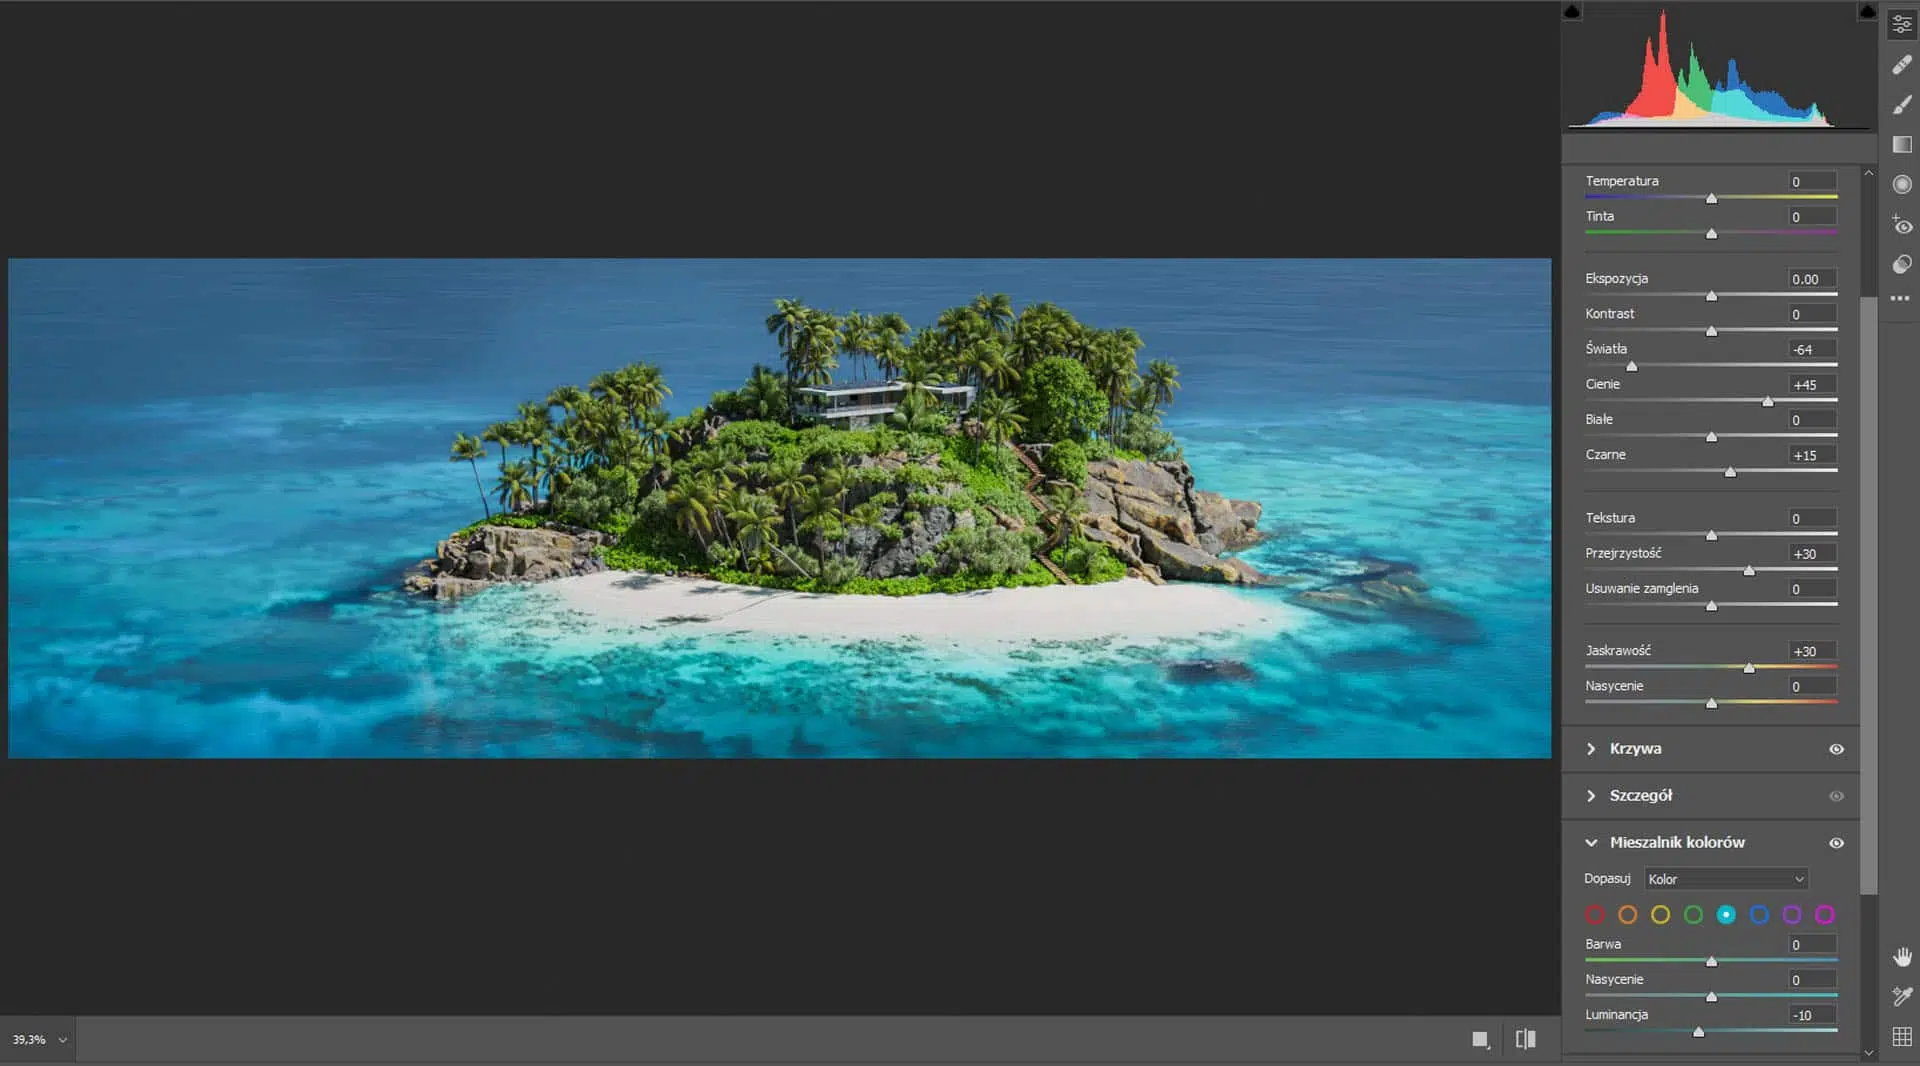 Temperatura 0
Tinta 0
Ekspozycja 0.00
Kontrast 0
Światła -64
Cienie +45
Białe 0
Czarne +15
Tekstura 0
Przejrzystość +30
Usuwanie zamglenia 0
Jaskrawość +30
Nasycenie 0
Krzywa
Szczegół
Mieszalnik kolorów
Dopasuj Kolor
Barwa 0
Nasycenie 0
Luminancja -10
39,3%